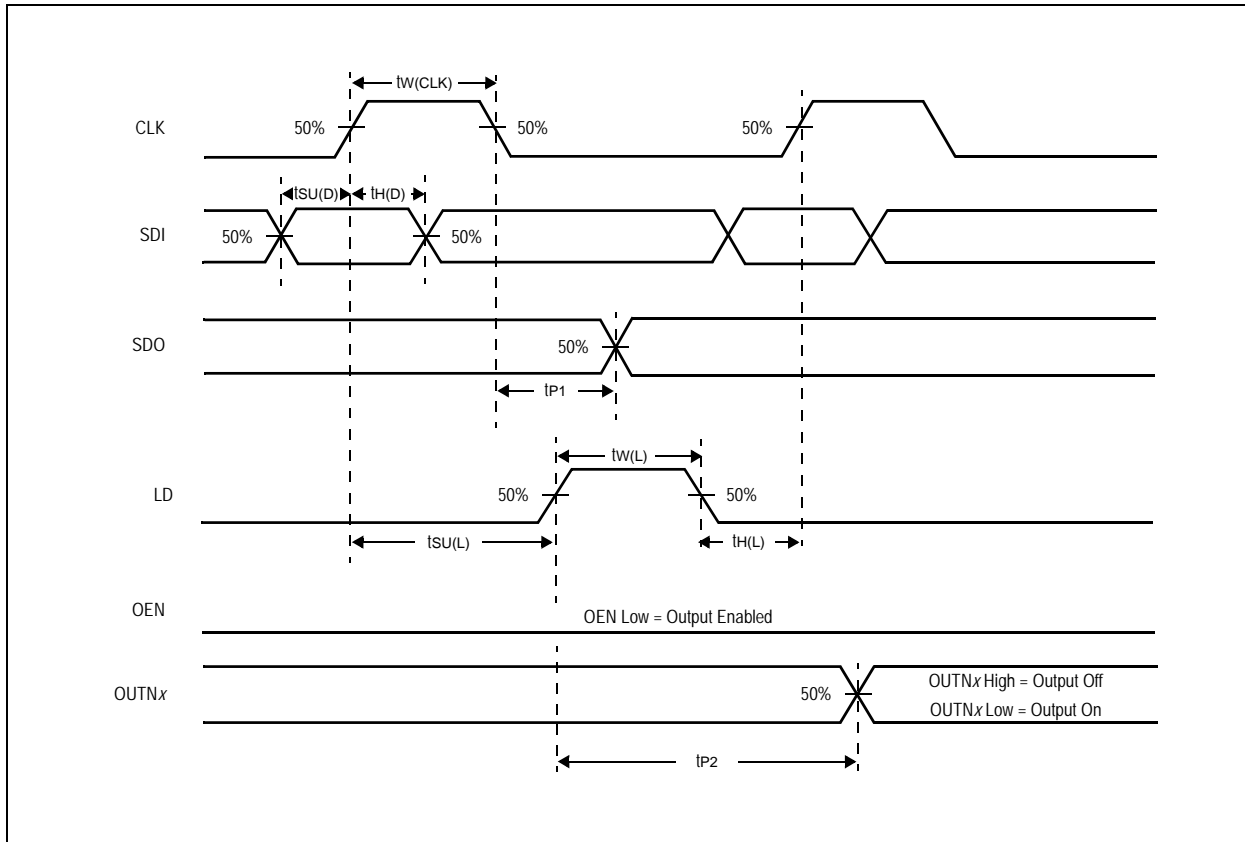 tW(CLK)
CLK
50%
50%
50%
tSU(D)
tH(D)
SDI
50%
50%
SDO
50%
tP1
tW(L)
LD
50%
50%
tSU(L)
tH(L)
OEN
OEN Low = Output Enabled
OUTNx
50%
OUTNx High = Output Off
OUTNx Low = Output On
tP2